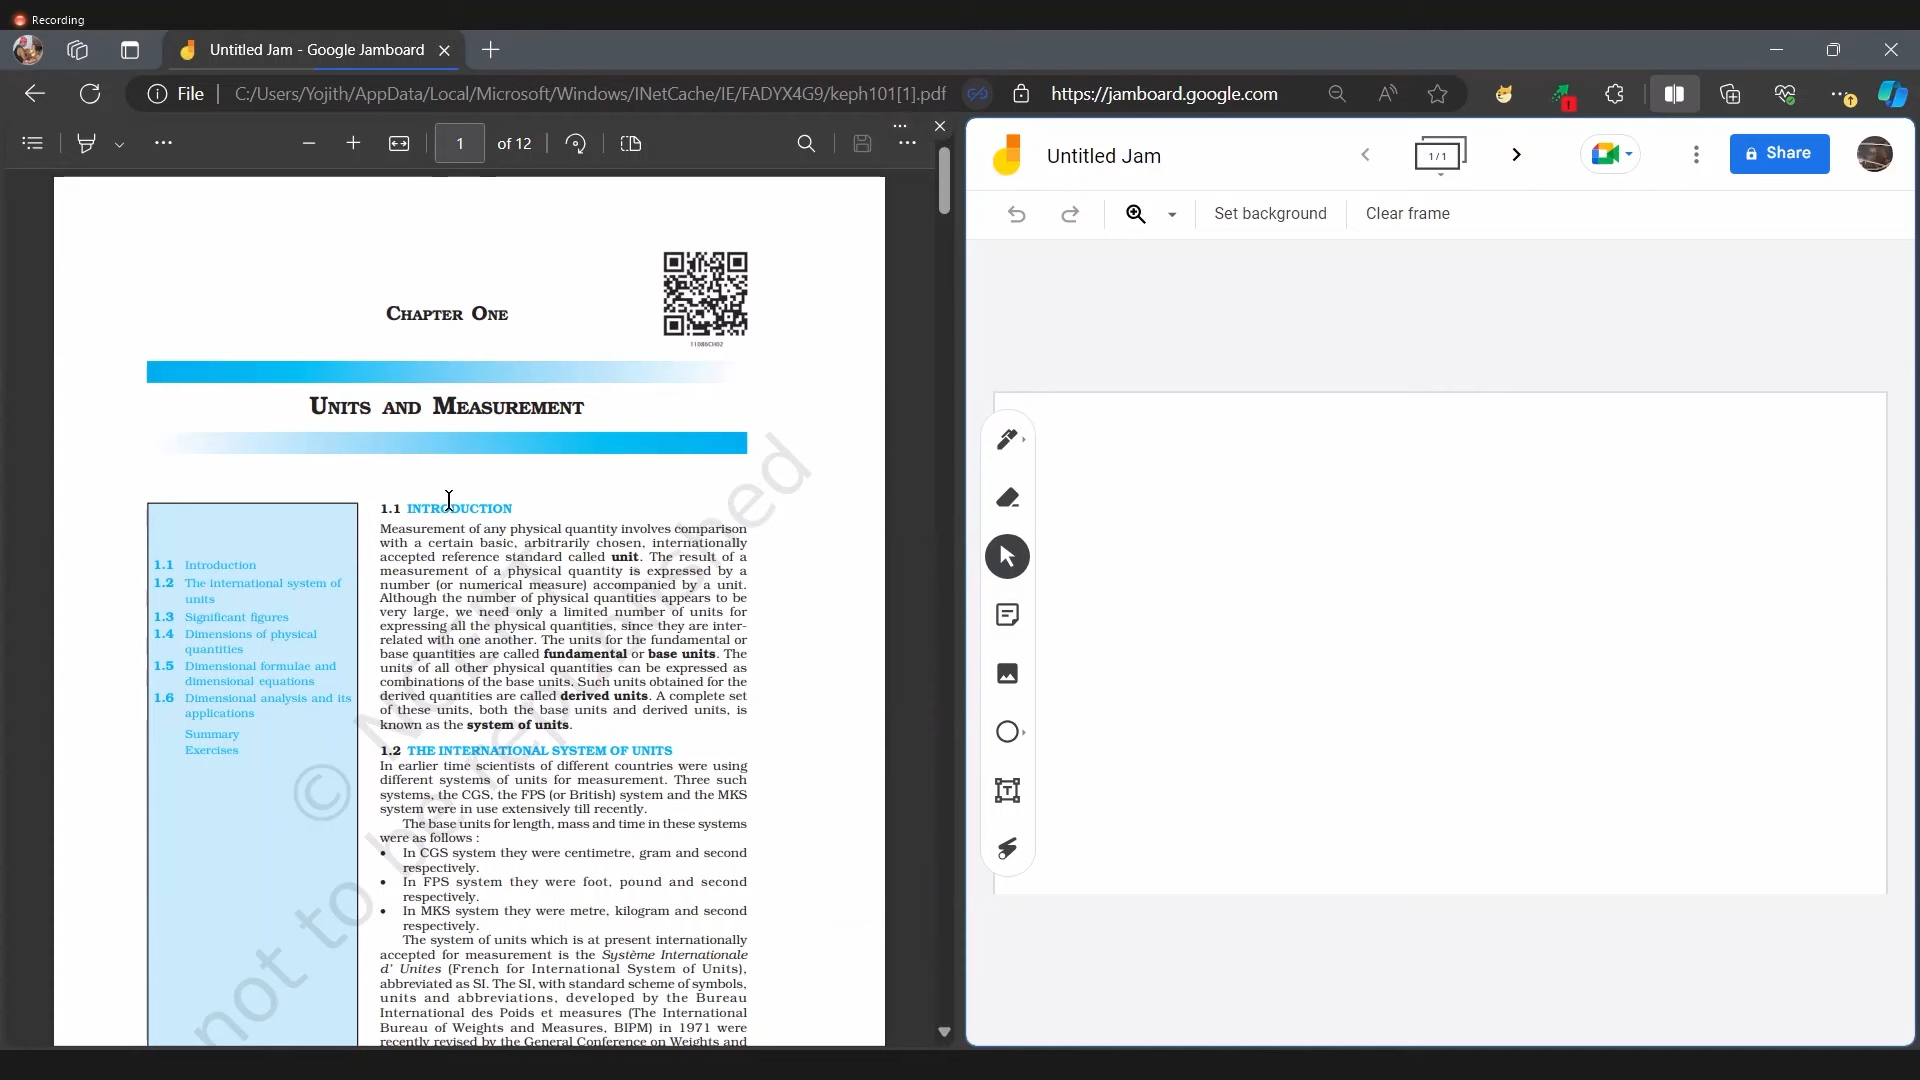 Recording
Untitled Jam - Google Jamboard
File
C:/Users/Yojith/AppData/Local/Microsoft/Windows/INetCache/IE/FADYX4G9/keph101[1].pdf
https://jamboard.google.com
1 of 12
Untitled Jam
1/1
Share
Set background
Clear frame
CHAPTER ONE
11086CH02
UNITS AND MEASUREMENT
1.1 Introduction
1.2 The international system of
units
1.3 Significant figures
1.4 Dimensions of physical
quantities
1.5 Dimensional formulae and
dimensional equations
1.6 Dimensional analysis and its
applications
Summary
Exercises
1.1 INTRODUCTION
Measurement of any physical quantity involves comparison
with a certain basic, arbitrarily chosen, internationally
accepted reference standard called unit. The result of a
measurement of a physical quantity is expressed by a
number (or numerical measure) accompanied by a unit.
Although the number of physical quantities appears to be
very large, we need only a limited number of units for
expressing all the physical quantities, since they are inter-
related with one another. The units for the fundamental or
base quantities are called fundamental or base units. The
units of all other physical quantities can be expressed as
combinations of the base units. Such units obtained for the
derived quantities are called derived units. A complete set
of these units, both the base units and derived units, is
known as the system of units.
1.2 THE INTERNATIONAL SYSTEM OF UNITS
In earlier time scientists of different countries were using
different systems of units for measurement. Three such
systems, the CGS, the FPS (or British) system and the MKS
system were in use extensively till recently.
The base units for length, mass and time in these systems
were as follows :
• In CGS system they were centimetre, gram and second
respectively.
• In FPS system they were foot, pound and second
respectively.
• In MKS system they were metre, kilogram and second
respectively.
The system of units which is at present internationally
accepted for measurement is the Système Internationale
d' Unites (French for International System of Units),
abbreviated as SI. The SI, with standard scheme of symbols,
units and abbreviations, developed by the Bureau
International des Poids et measures (The International
Bureau of Weights and Measures, BIPM) in 1971 were
recently revised by the General Conference on Weights and
© NCERT
not to be republished